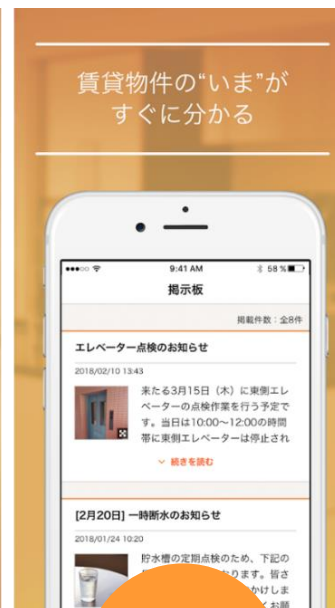 賃貸物件の“いま”が
すぐに分かる
9:41 AM
58 %
掲示板
掲載件数：全8件
エレベーター点検のお知らせ
2018/02/10 13:43
来たる3月15日（木）に東側エレ
ベーターの点検作業を行う予定で
す。当日は10:00〜12:00の時間
帯に東側エレベーターは停止され
続きを読む
[2月20日] 一時断水のお知らせ
2018/01/24 10:20
貯水槽の定期点検のため、下記の
ります。皆さ
かけしま
お願